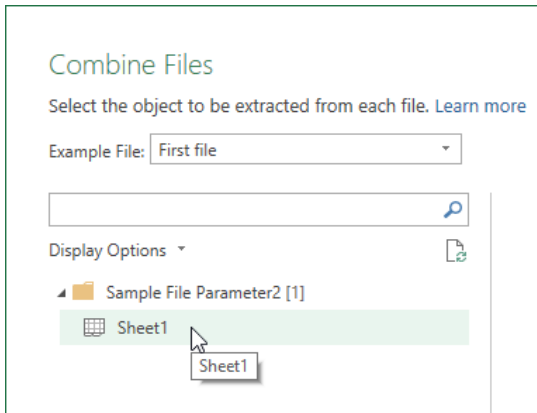 Combine Files
Select the object to be extracted from each file. Learn more
Example File: First file
Display Options
Sample File Parameter2 [1]
Sheet1
Sheet1